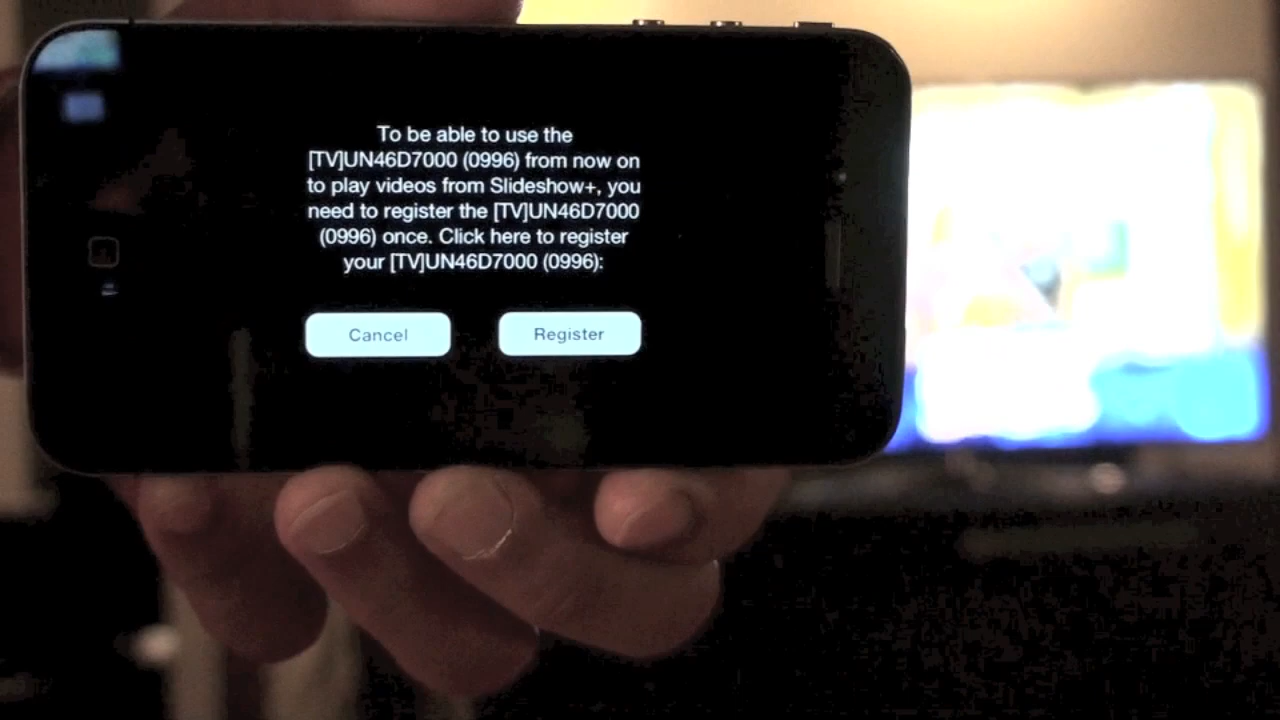 To be able to use the
[TV]UN46D7000 (0996) from now on
to play videos from Slideshow+, you
need to register the [TV]UN46D7000
(0996) once. Click here to register
your [TV]UN46D7000 (0996):
Cancel
Register